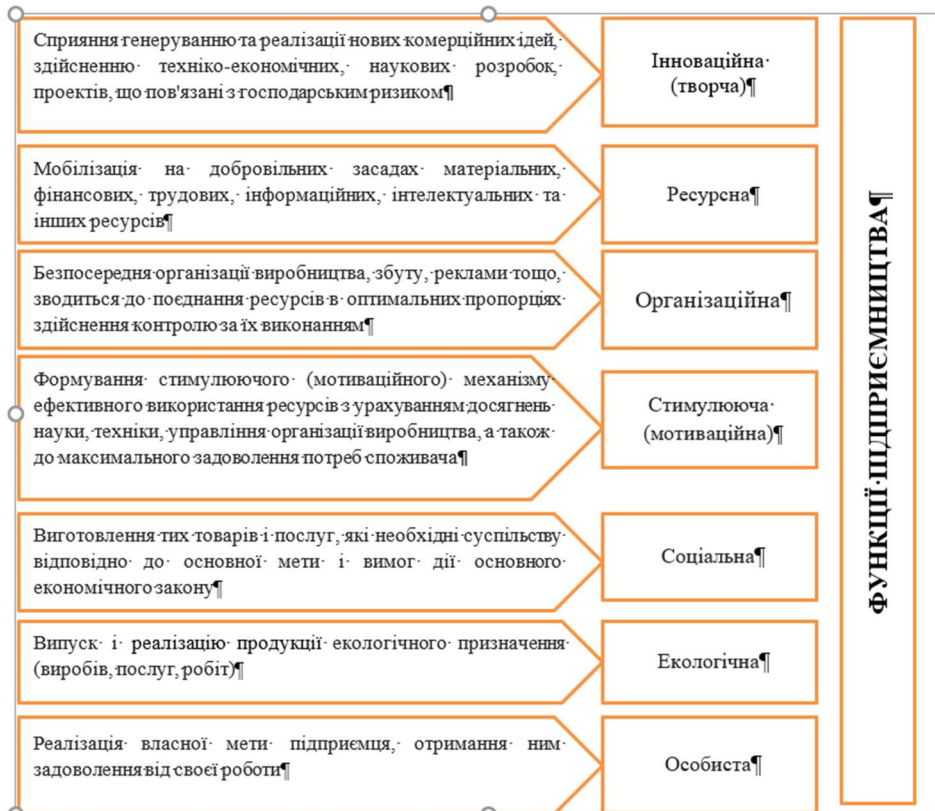 Сприяння генеруванню та реалізації нових комерційних ідей,
здійсненню техніко-економічних, наукових розробок,
проектів, що пов'язані з господарським ризиком¶
Інноваційна
(творча)¶
Мобілізація на добровільних засадах матеріальних,
фінансових, трудових, інформаційних, інтелектуальних та
інших ресурсів¶
Ресурсна¶
Безпосередня організації виробництва, збуту, реклами тощо,
зводиться до поєднання ресурсів в оптимальних пропорціях
здійснення контролю за їх виконанням¶
Організаційна¶
Формування стимулюючого (мотиваційного) механізму
ефективного використання ресурсів з урахуванням досягнень
науки, техніки, управління організації виробництва, а також
до максимального задоволення потреб споживача¶
Стимулююча
(мотиваційна)¶
Виготовлення тих товарів і послуг, які необхідні суспільству
відповідно до основної мети і вимог дії основного
економічного закону¶
Соціальна¶
Випуск і реалізацію продукції екологічного призначення
(виробів, послуг, робіт)¶
Екологічна¶
Реалізація власної мети підприємця, отримання ним
задоволення від своєї роботи¶
Особиста¶
ФУНКЦІЇ ПІДПРИЄМНИЦТВА¶